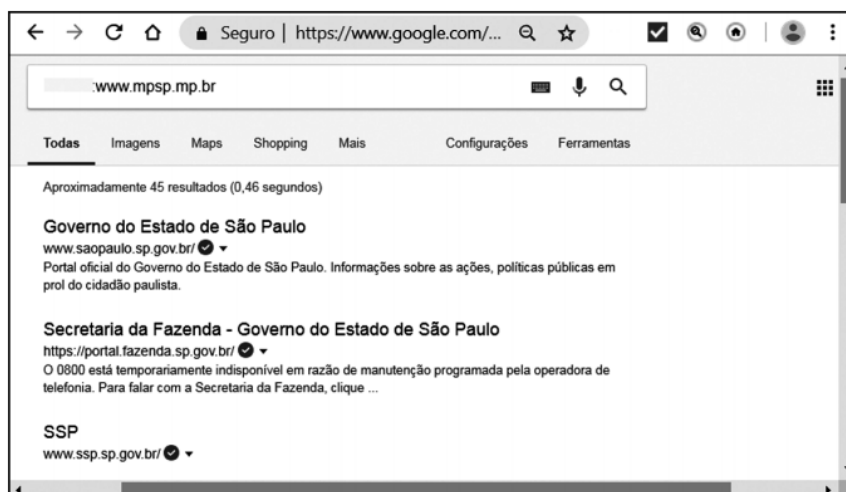 Seguro | https://www.google.com/...
:www.mpsp.mp.br
Todas Imagens Maps Shopping Mais Configurações Ferramentas
Aproximadamente 45 resultados (0,46 segundos)
Governo do Estado de São Paulo
www.saopaulo.sp.gov.br/
Portal oficial do Governo do Estado de São Paulo. Informações sobre as ações, políticas públicas em
prol do cidadão paulista.
Secretaria da Fazenda - Governo do Estado de São Paulo
https://portal.fazenda.sp.gov.br/
O 0800 está temporariamente indisponível em razão de manutenção programada pela operadora de
telefonia. Para falar com a Secretaria da Fazenda, clique ...
SSP
www.ssp.sp.gov.br/